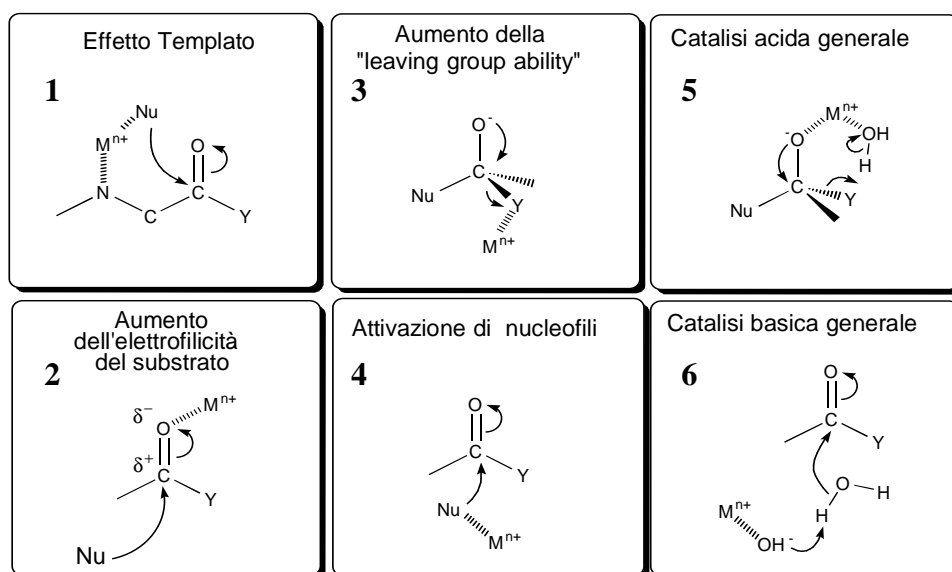 Effetto Templato
1
Nu
M^n+
O
N
C
C
Y
Aumento della
"leaving group ability"
3
O^-
C
Nu
Y
M^n+
Catalisi acida generale
5
M^n+
^-O
OH
H
C
Y
Nu
Aumento
dell'elettrofilicità
del substrato
2
M^n+
δ−
O
δ+
C
Y
Nu
Attivazione di nucleofili
4
O
C
Y
Nu
M^n+
Catalisi basica generale
6
O
C
Y
O H
H
M^n+
OH^-